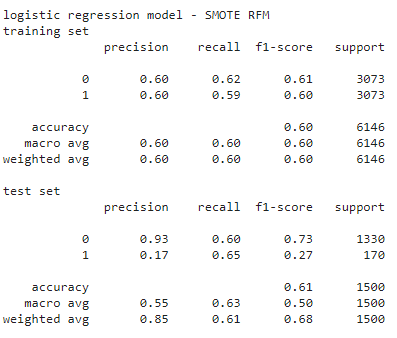 logistic regression model - SMOTE RFM
training set
precision recall f1-score support
0 0.60 0.62 0.61 3073
1 0.60 0.59 0.60 3073
accuracy 0.60 6146
macro avg 0.60 0.60 0.60 6146
weighted avg 0.60 0.60 0.60 6146
test set
precision recall f1-score support
0 0.93 0.60 0.73 1330
1 0.17 0.65 0.27 170
accuracy 0.61 1500
macro avg 0.55 0.63 0.50 1500
weighted avg 0.85 0.61 0.68 1500